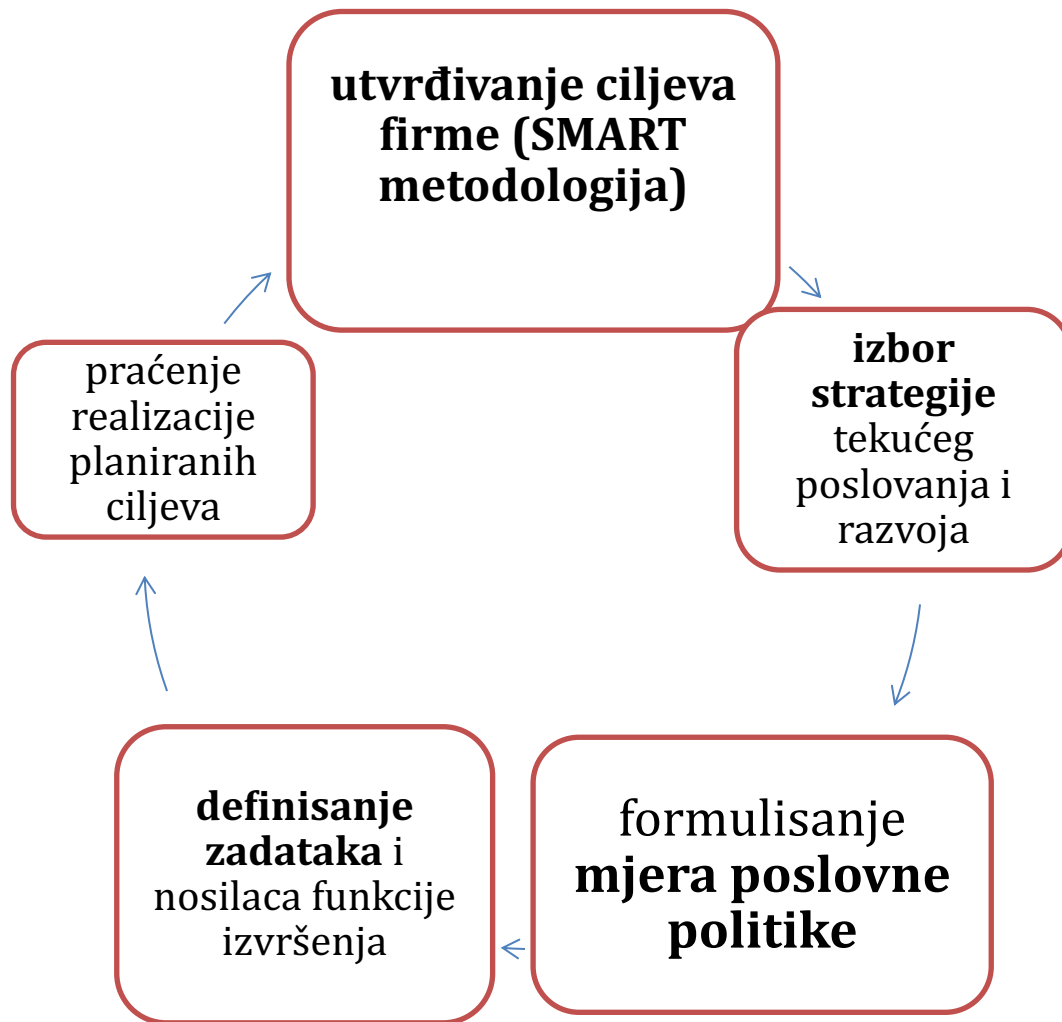 utvrđivanje ciljeva
firme (SMART
metodologija)
izbor
strategije
tekućeg
poslovanja i
razvoja
formulisanje
mjera poslovne
politike
definisanje
zadataka i
nosilaca funkcije
izvršenja
praćenje
realizacije
planiranih
ciljeva